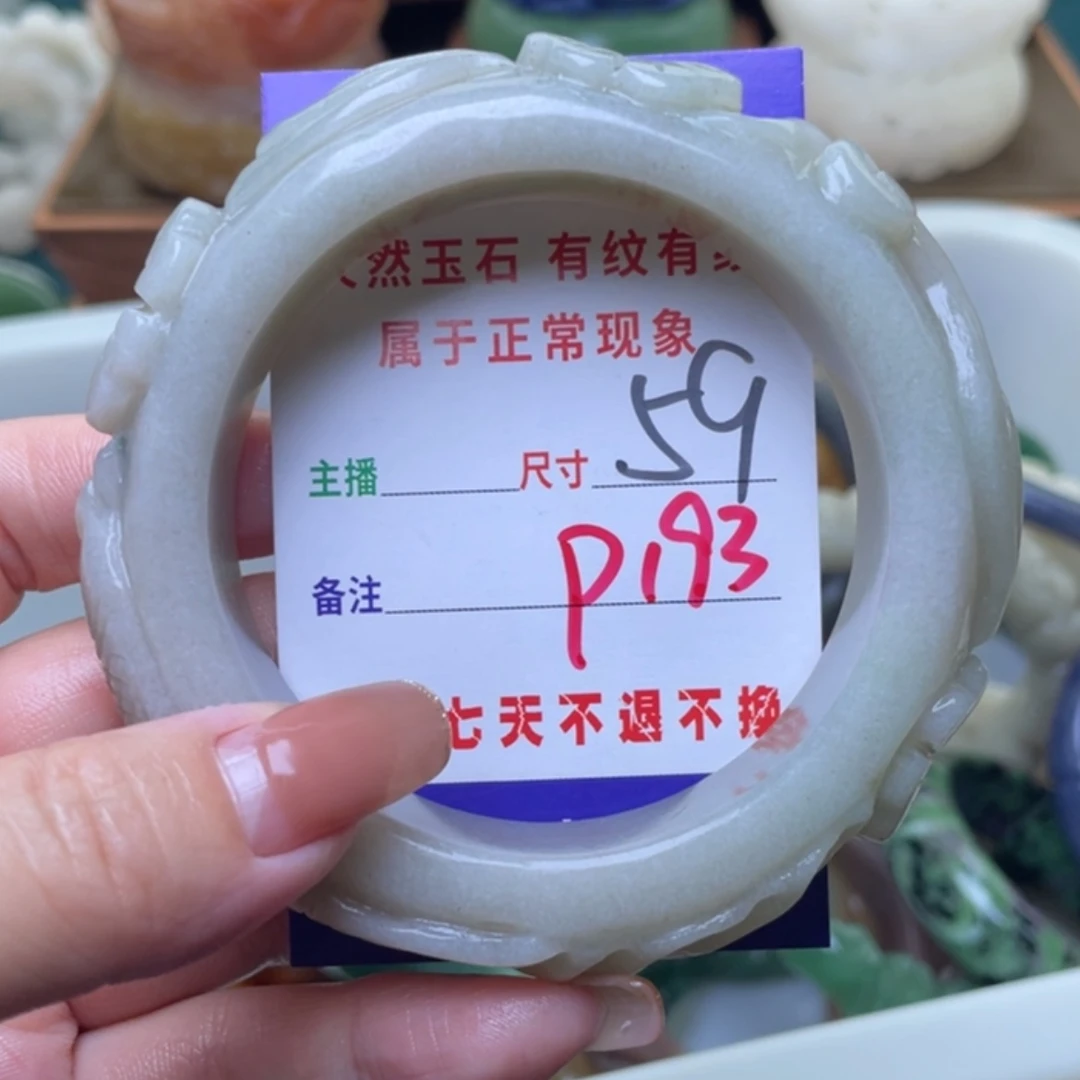 然玉石 有纹有
属于正常现象
主播 尺寸 59
备注 P193
七天不退不换